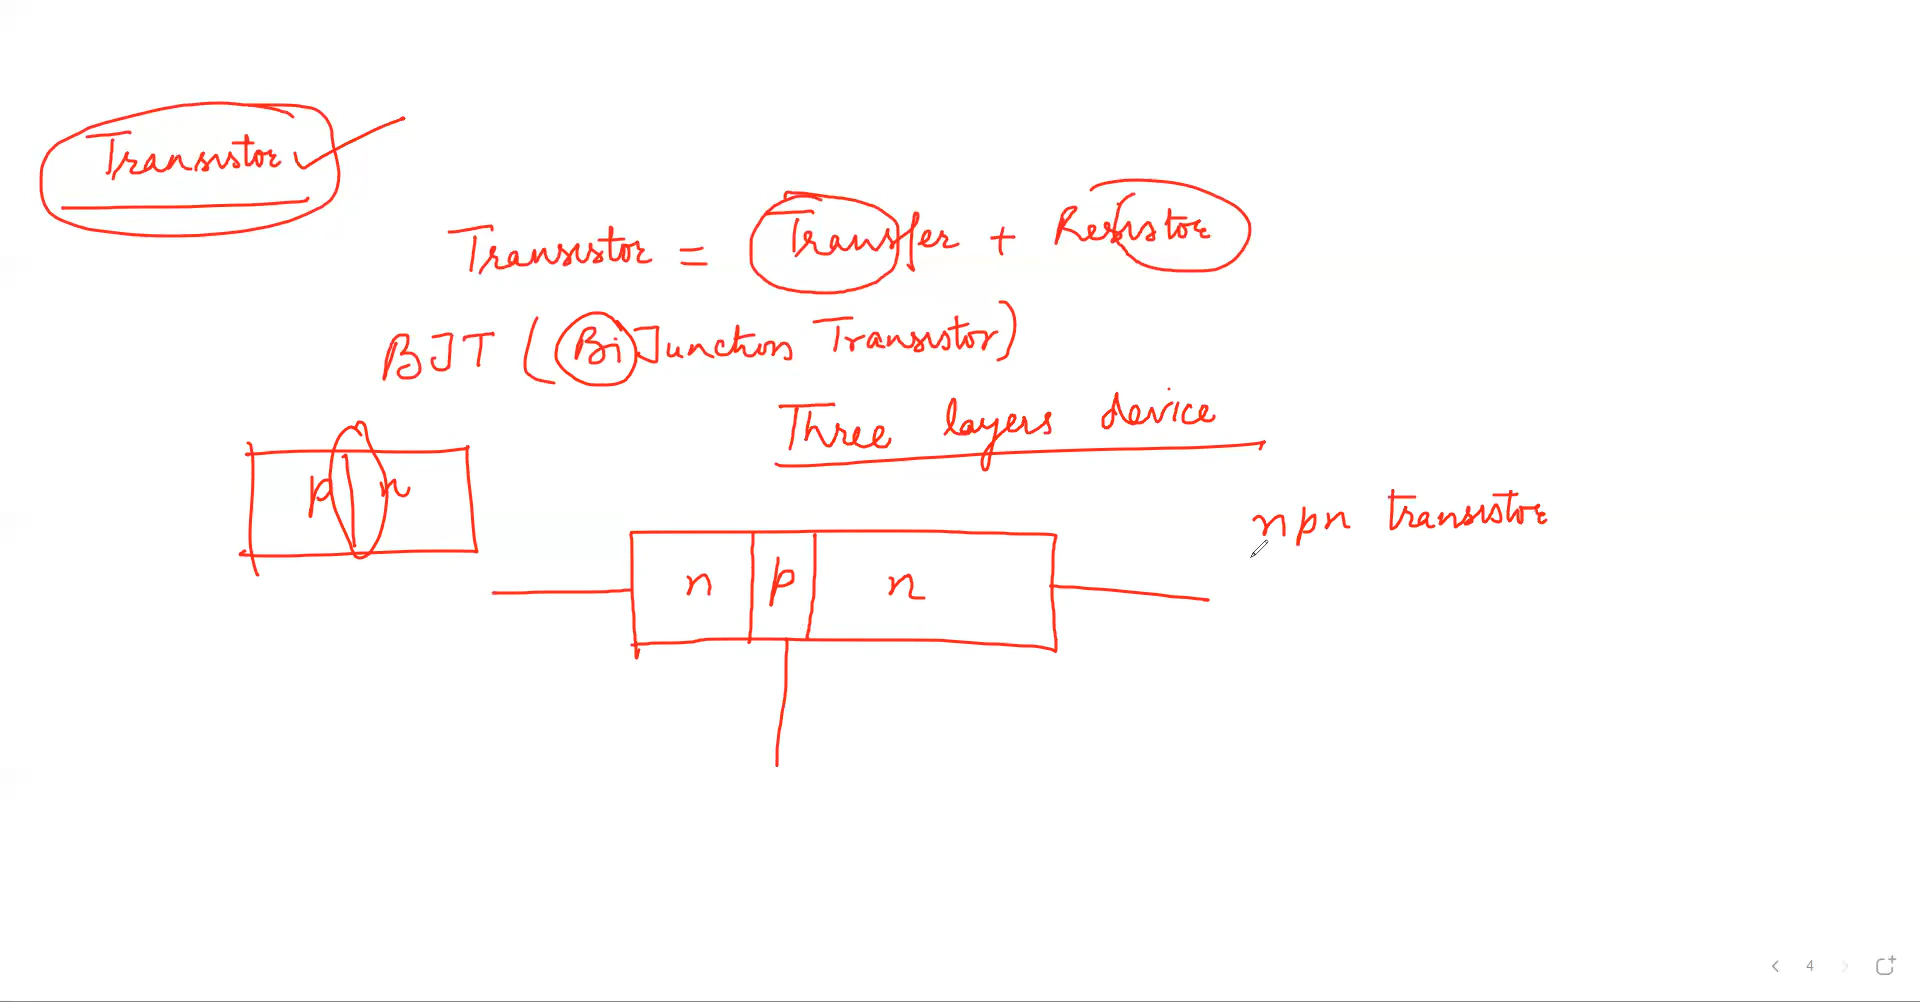 Transistor
Transistor = Transfer + Resistor
BJT (Bi Junction Transistor)
Three layers device
p n
npn transistor
n p n
4